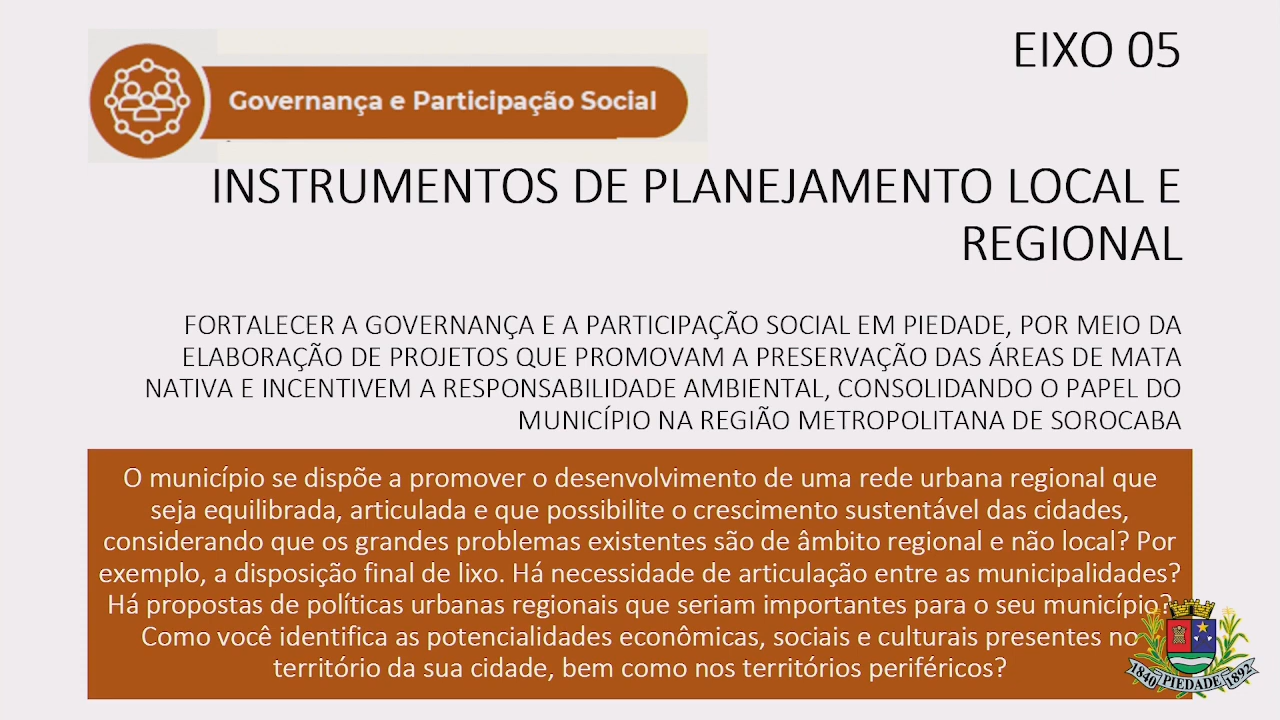 EIXO 05
Governança e Participação Social
INSTRUMENTOS DE PLANEJAMENTO LOCAL E
REGIONAL
FORTALECER A GOVERNANÇA E A PARTICIPAÇÃO SOCIAL EM PIEDADE, POR MEIO DA
ELABORAÇÃO DE PROJETOS QUE PROMOVAM A PRESERVAÇÃO DAS ÁREAS DE MATA
NATIVA E INCENTIVEM A RESPONSABILIDADE AMBIENTAL, CONSOLIDANDO O PAPEL DO
MUNICÍPIO NA REGIÃO METROPOLITANA DE SOROCABA
O município se dispõe a promover o desenvolvimento de uma rede urbana regional que
seja equilibrada, articulada e que possibilite o crescimento sustentável das cidades,
considerando que os grandes problemas existentes são de âmbito regional e não local? Por
exemplo, a disposição final de lixo. Há necessidade de articulação entre as municipalidades?
Há propostas de políticas urbanas regionais que seriam importantes para o seu município?
Como você identifica as potencialidades econômicas, sociais e culturais presentes no
território da sua cidade, bem como nos territórios periféricos?
1840 PIEDADE 1892